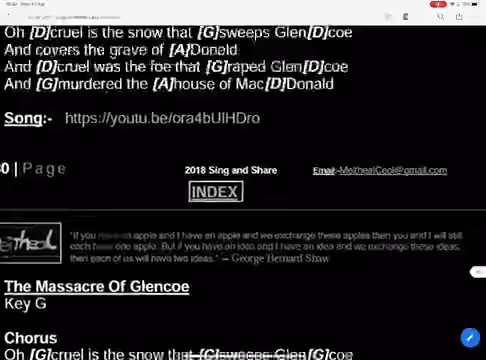 Oh [D]cruel is the snow that [G]sweeps Glen[D]coe
And covers the grave of [A]Donald
And [D]cruel was the foe that [G]raped Glen[D]coe
And [G]murdered the [A]house of Mac[D]Donald
Song:- https://youtu.be/ora4bUlHDro
0 | Page
2018 Sing and Share
Email:-MeithealCool@gmail.com
INDEX
"If you have an apple and I have an apple and we exchange these apples then you and I will still
each have one apple. But if you have an idea and I have an idea and we exchange these ideas,
then each of us will have two ideas." – George Bernard Shaw
The Massacre Of Glencoe
Key G
Chorus
Oh [G]cruel is the snow that [C]sweeps Glen[G]coe